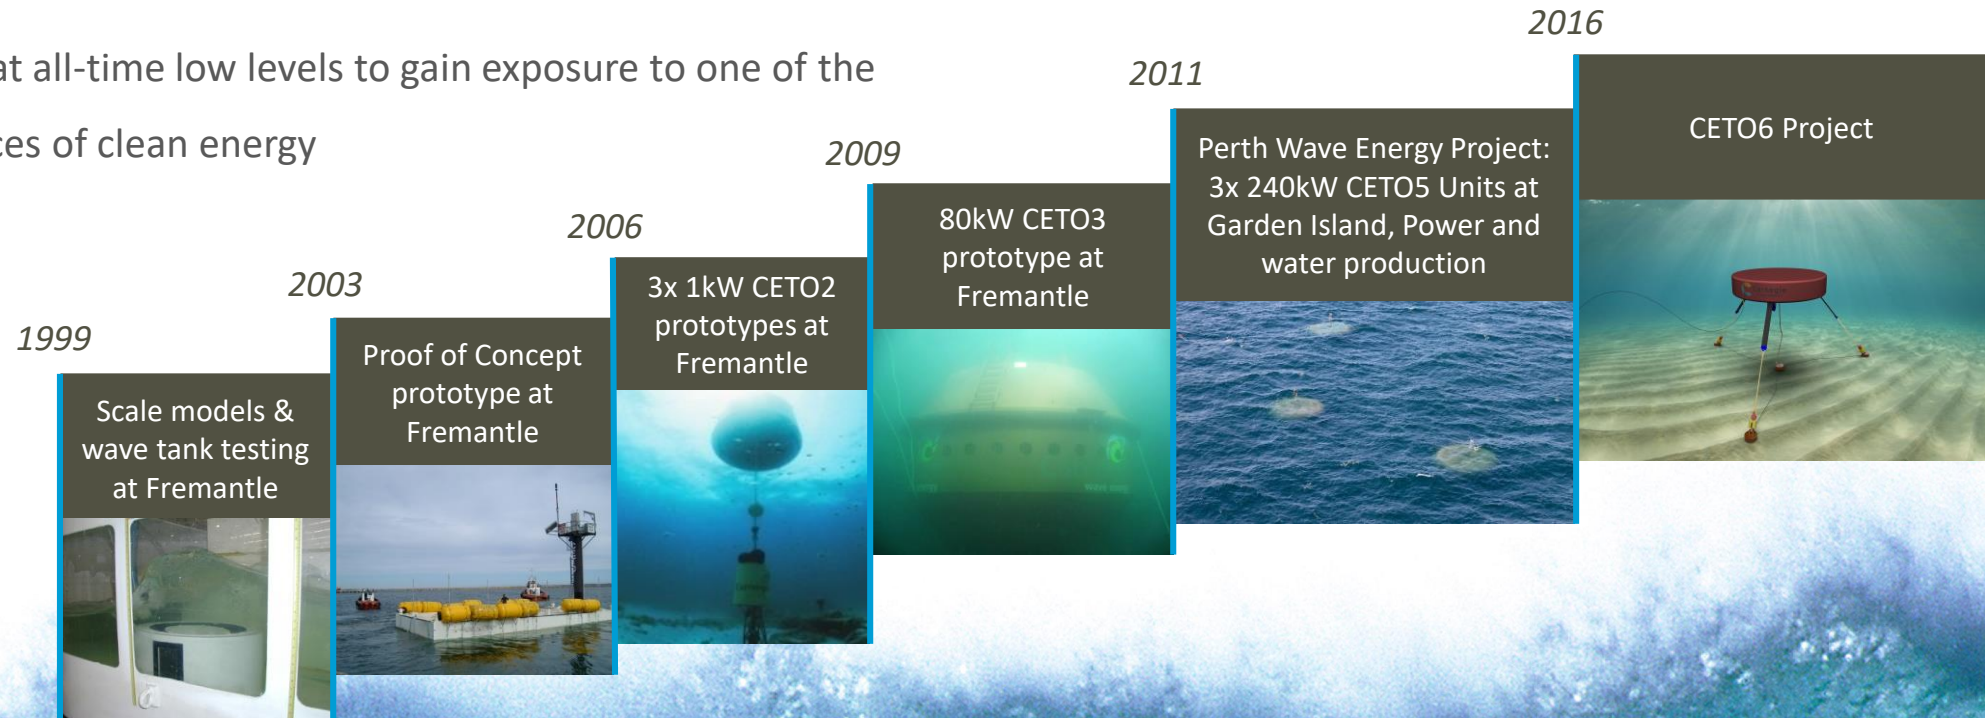 at all-time low levels to gain exposure to one of the
ces of clean energy
1999
Scale models &
wave tank testing
at Fremantle
2003
Proof of Concept
prototype at
Fremantle
2006
3x 1kW CETO2
prototypes at
Fremantle
2009
80kW CETO3
prototype at
Fremantle
2011
Perth Wave Energy Project:
3x 240kW CETO5 Units at
Garden Island, Power and
water production
2016
CETO6 Project